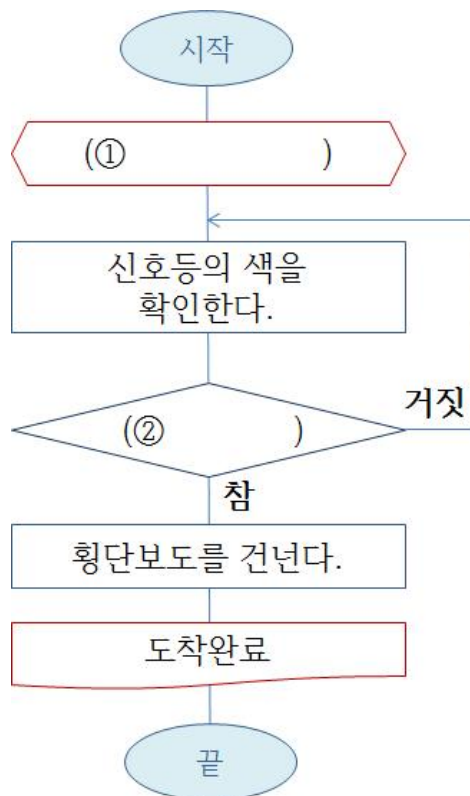 시작
(① )
신호등의 색을
확인한다.
(② )
거짓
참
횡단보도를 건넌다.
도착완료
끝